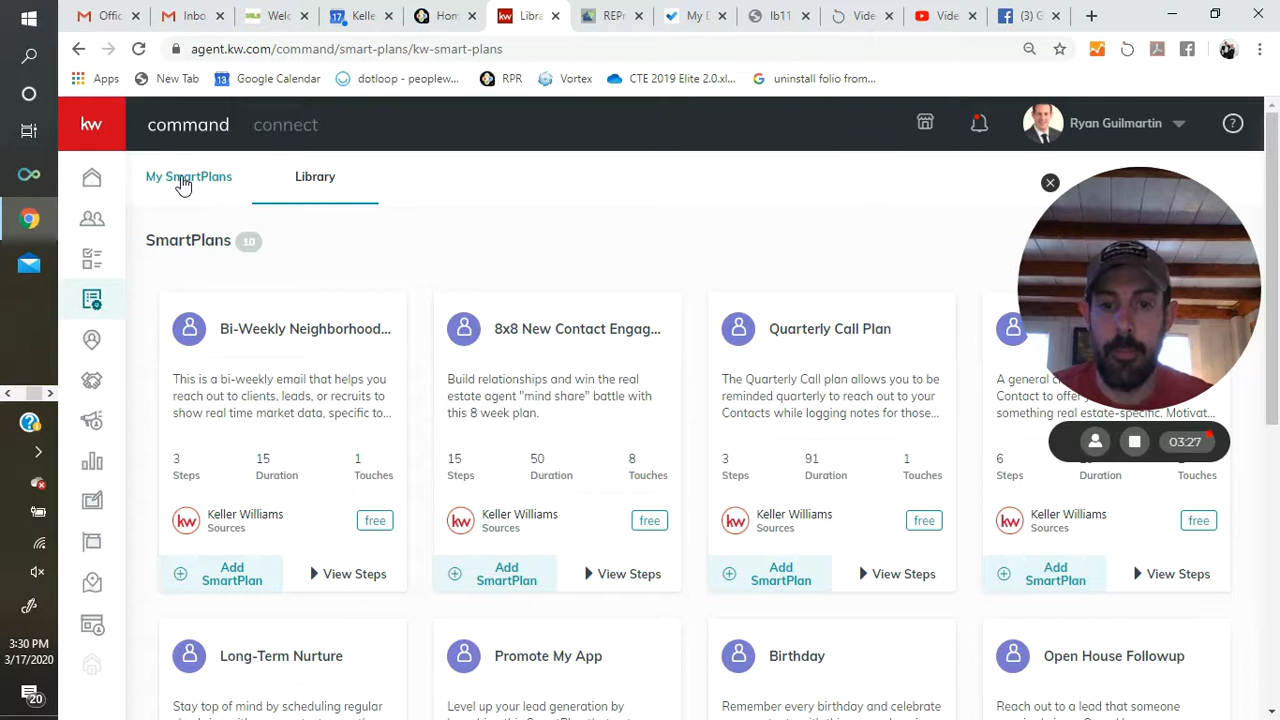 Offic
Inbo
Welc
17
Kelle
Home
kw
Libra
REPr
My D
lb11
Vide
Vide
(3) C
agent.kw.com/command/smart-plans/kw-smart-plans
Apps
New Tab
13
Google Calendar
dotloop - peoplew...
RPR
Vortex
CTE 2019 Elite 2.0.xl...
uninstall folio from...
kw
command
connect
Ryan Guilmartin
My SmartPlans
Library
SmartPlans 10
Bi-Weekly Neighborhood...
This is a bi-weekly email that helps you
reach out to clients, leads, or recruits to
show real time market data, specific to...
3
Steps
15
Duration
1
Touches
kw
Keller Williams
Sources
free
Add
SmartPlan
View Steps
8x8 New Contact Engag...
Build relationships and win the real
estate agent "mind share" battle with
this 8 week plan.
15
Steps
50
Duration
8
Touches
kw
Keller Williams
Sources
free
Add
SmartPlan
View Steps
Quarterly Call Plan
The Quarterly Call plan allows you to be
reminded quarterly to reach out to your
Contacts while logging notes for those...
3
Steps
91
Duration
1
Touches
kw
Keller Williams
Sources
free
Add
SmartPlan
View Steps
A general
Contact to offe
something real estate-specific. Motivat...
6
Steps
Touches
kw
Keller Williams
Sources
free
Add
SmartPlan
View Steps
03:27
Long-Term Nurture
Stay top of mind by scheduling regular
Promote My App
Level up your lead generation by
Birthday
Remember every birthday and celebrate
Open House Followup
Reach out to a lead that someone
3:30 PM
3/17/2020
20